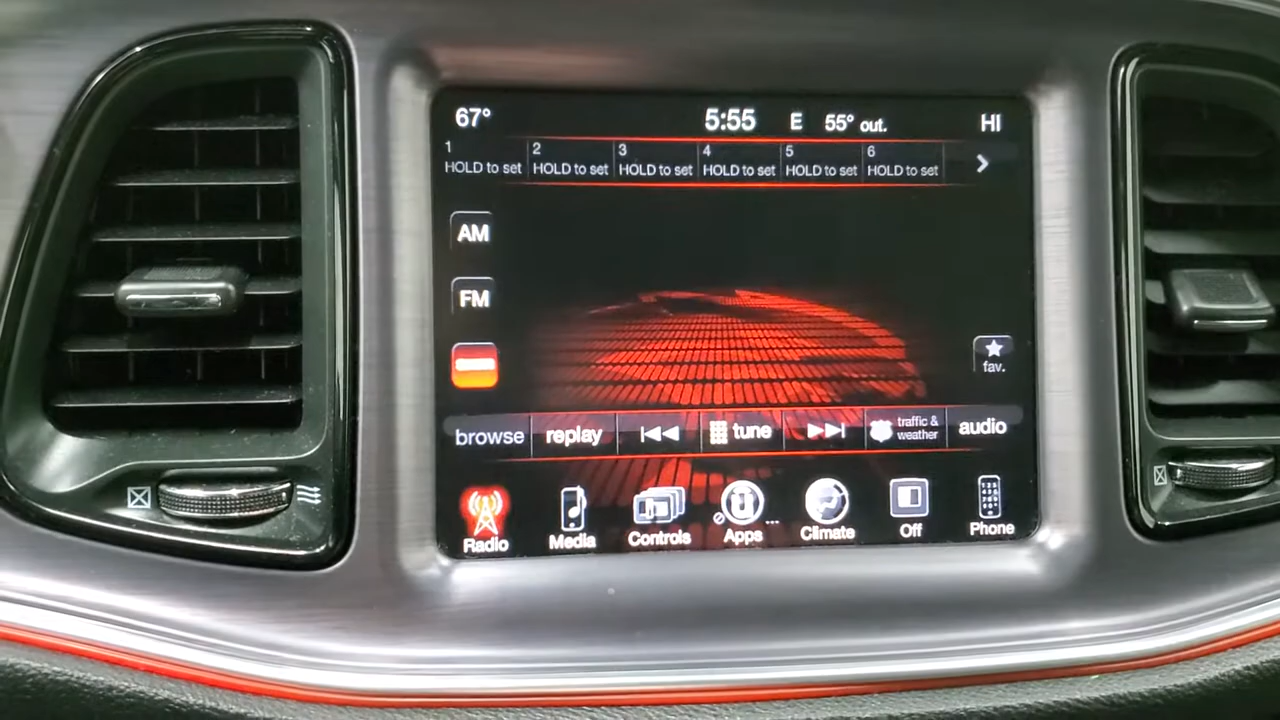 67° 5:55 E 55° out. HI
1 2 3 4 5 6
HOLD to set HOLD to set HOLD to set HOLD to set HOLD to set HOLD to set
AM
FM
fav.
browse replay tune traffic & weather audio
Radio Media Controls Apps Climate Off Phone